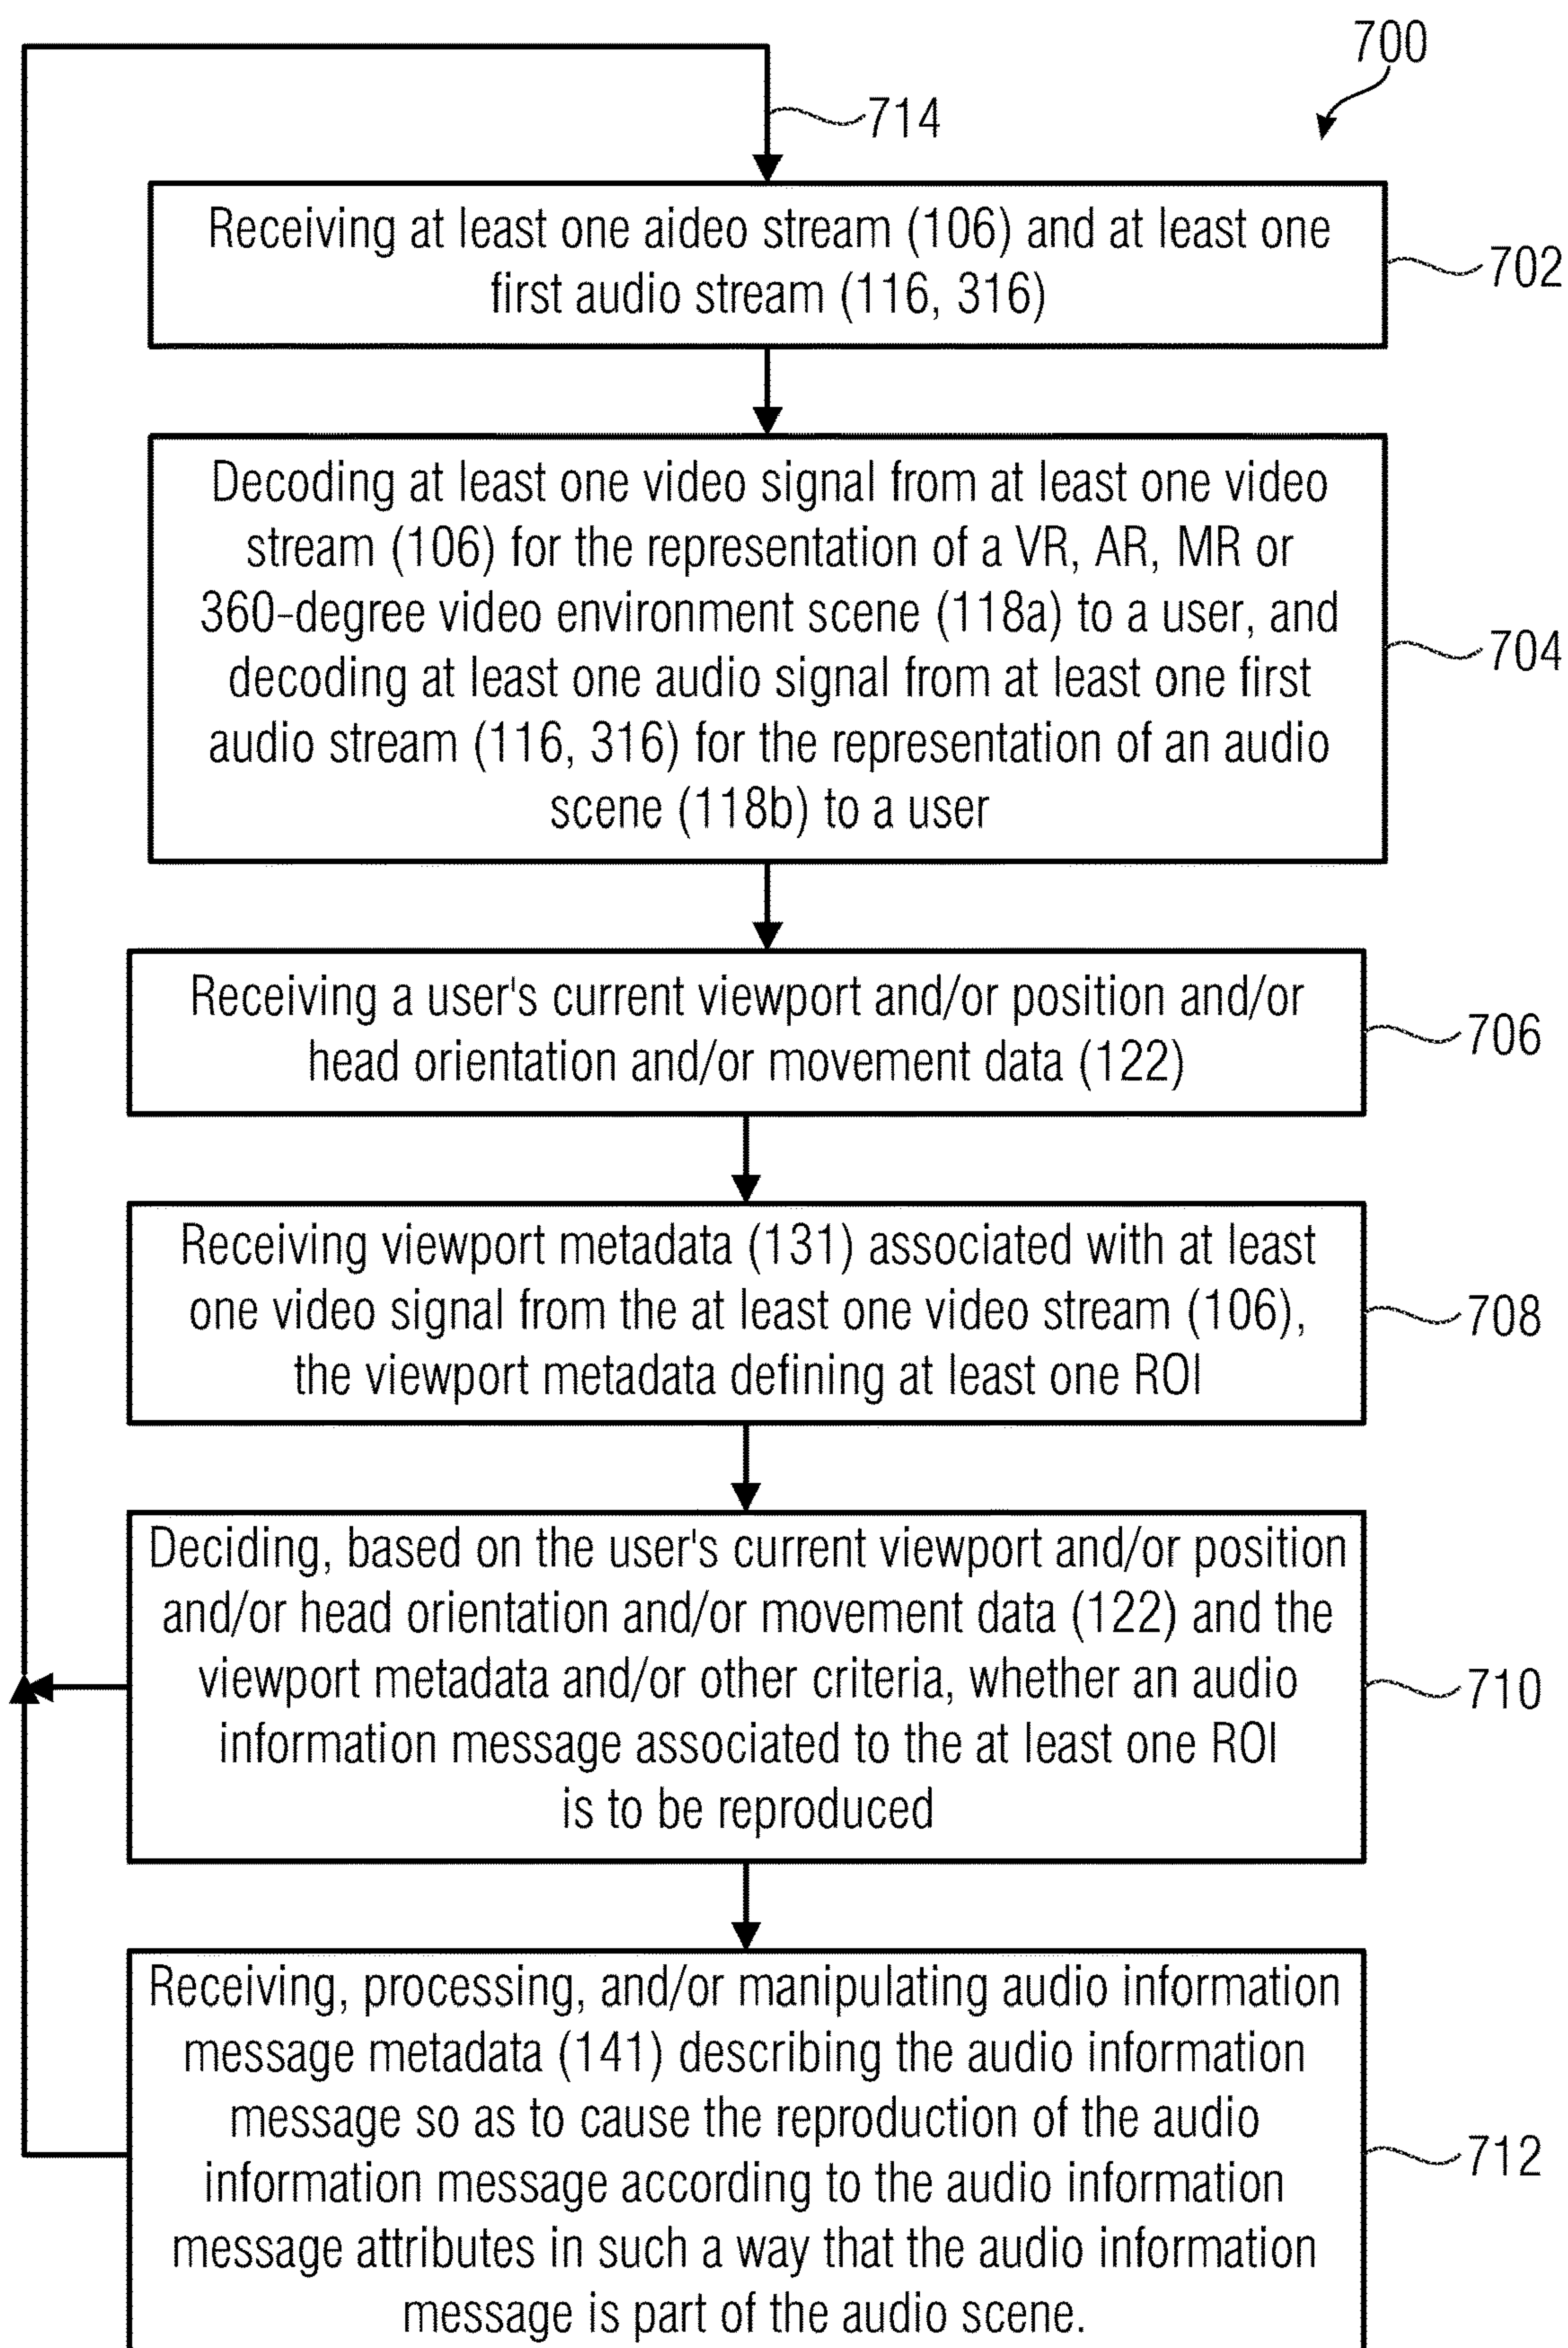 700
714
Receiving at least one aideo stream (106) and at least one
first audio stream (116, 316)
702
Decoding at least one video signal from at least one video
stream (106) for the representation of a VR, AR, MR or
360-degree video environment scene (118a) to a user, and
decoding at least one audio signal from at least one first
audio stream (116, 316) for the representation of an audio
scene (118b) to a user
704
Receiving a user's current viewport and/or position and/or
head orientation and/or movement data (122)
706
Receiving viewport metadata (131) associated with at least
one video signal from the at least one video stream (106),
the viewport metadata defining at least one ROI
708
Deciding, based on the user's current viewport and/or position
and/or head orientation and/or movement data (122) and the
viewport metadata and/or other criteria, whether an audio
information message associated to the at least one ROI
is to be reproduced
710
Receiving, processing, and/or manipulating audio information
message metadata (141) describing the audio information
message so as to cause the reproduction of the audio
information message according to the audio information
message attributes in such a way that the audio information
message is part of the audio scene.
712